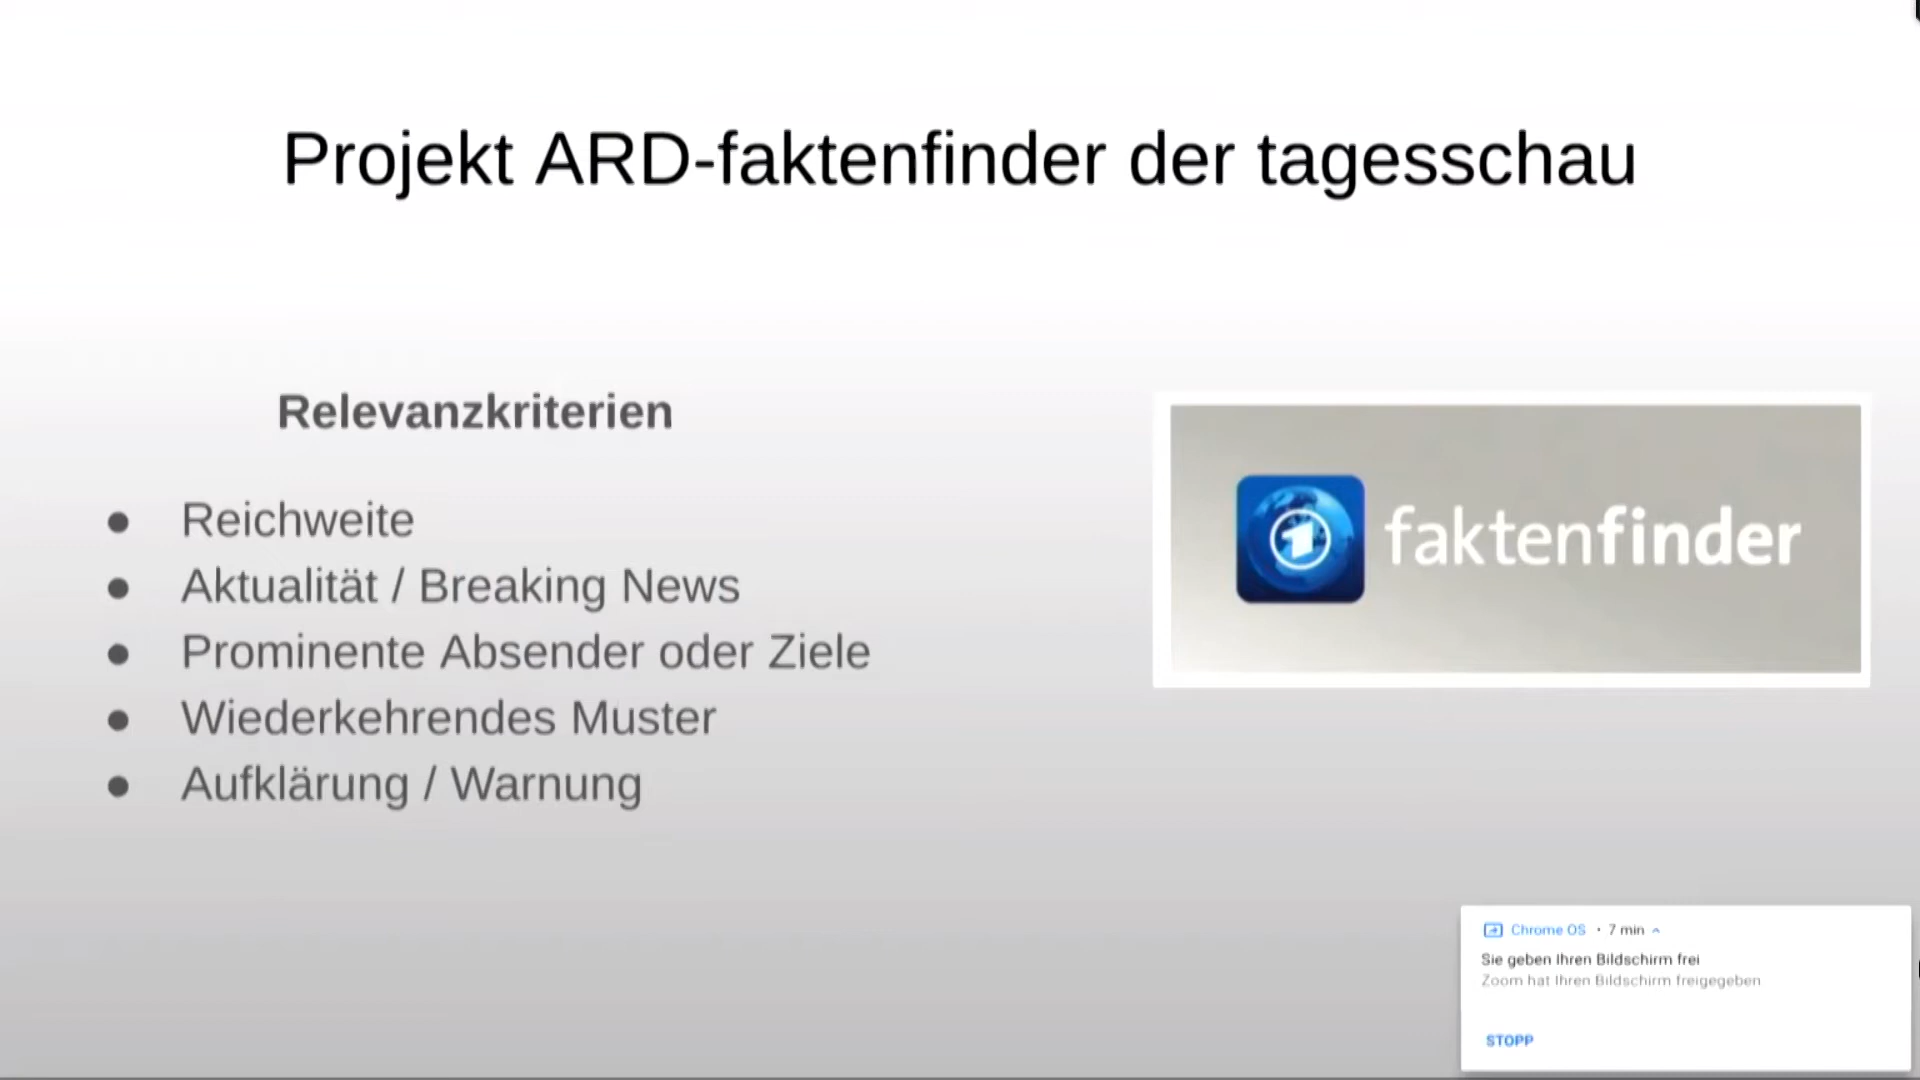 Projekt ARD-faktenfinder der tagesschau
Relevanzkriterien
● Reichweite
● Aktualität / Breaking News
● Prominente Absender oder Ziele
● Wiederkehrendes Muster
● Aufklärung / Warnung
1 faktenfinder
Chrome OS · 7 min
Sie geben Ihren Bildschirm frei
Zoom hat Ihren Bildschirm freigegeben
STOPP